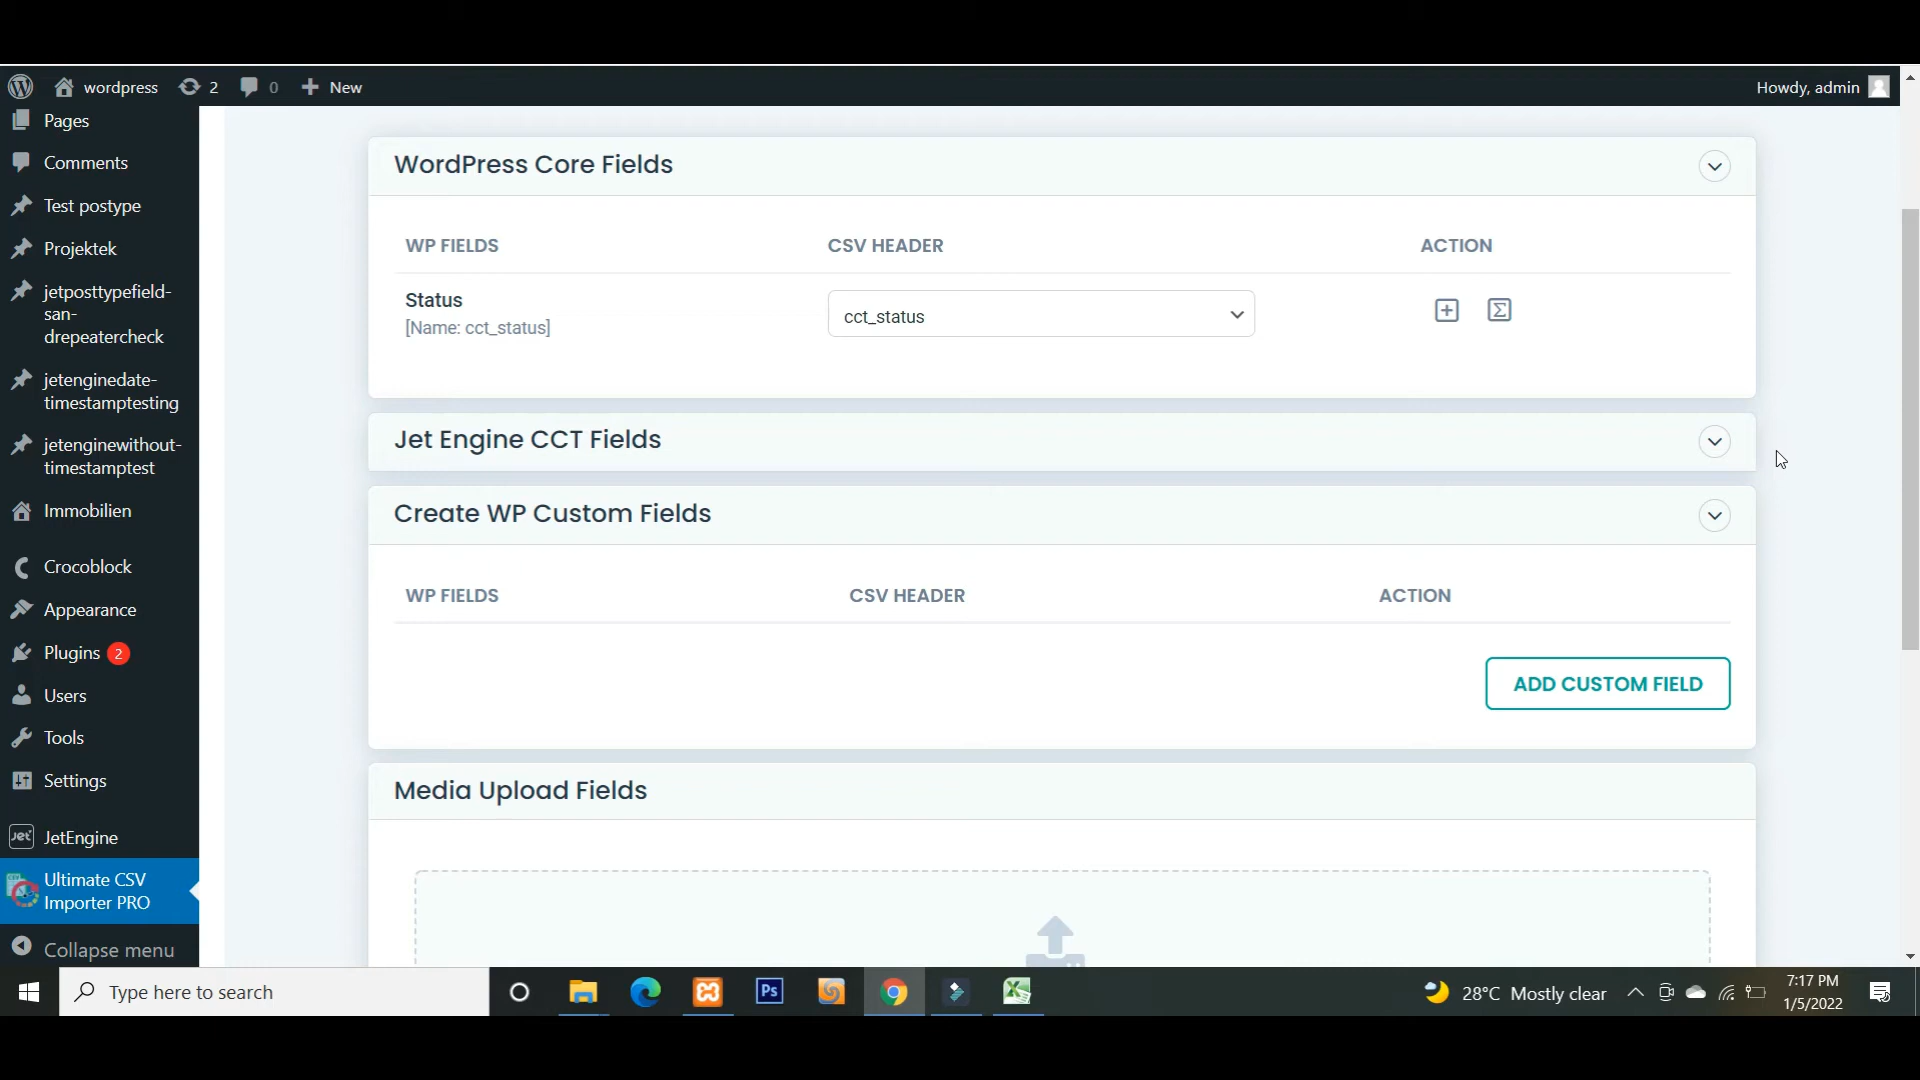 wordpress 2 0 New Howdy, admin
Pages
Comments
Test postype
Projektek
jetposttypefield-
san-
drepeatercheck
jetenginedate-
timestamptesting
jetenginewithout-
timestamptest
Immobilien
Crocoblock
Appearance
Plugins 2
Users
Tools
Settings
JetEngine
Ultimate CSV
Importer PRO
Collapse menu
WordPress Core Fields
WP FIELDS CSV HEADER ACTION
Status
[Name: cct_status]
cct_status
Jet Engine CCT Fields
Create WP Custom Fields
WP FIELDS CSV HEADER ACTION
ADD CUSTOM FIELD
Media Upload Fields
Type here to search
Ps
28°C Mostly clear
7:17 PM
1/5/2022